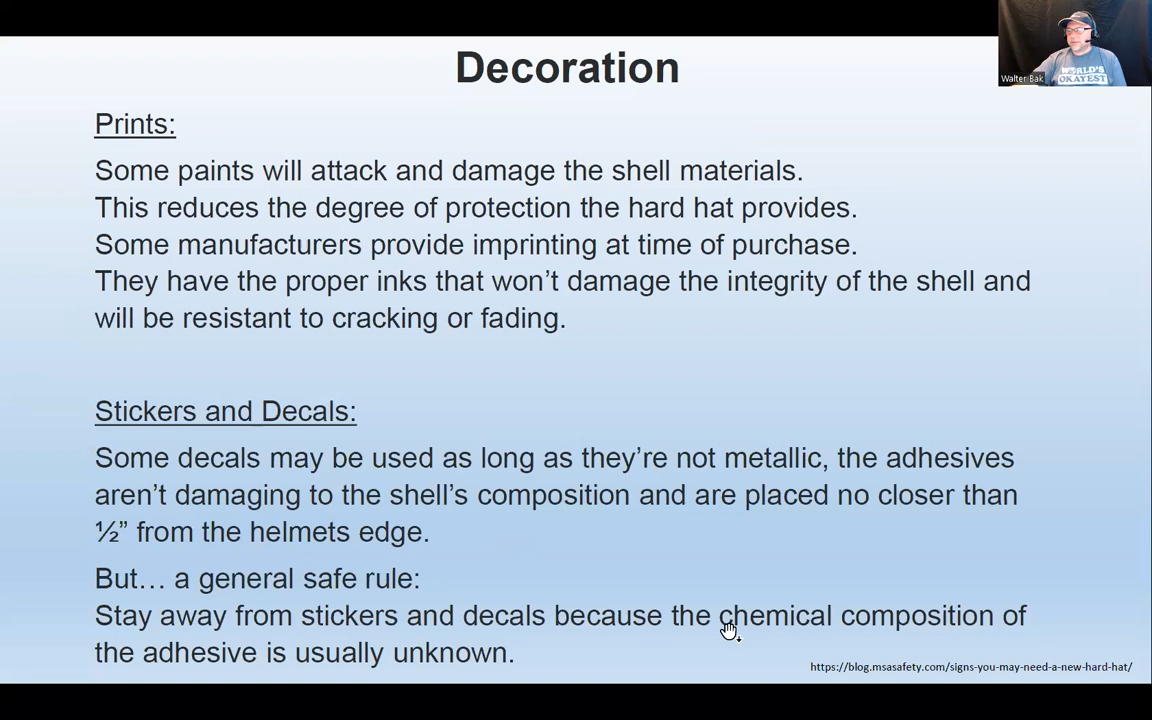 Decoration
WORLD'S
OKAYEST
Walter Bak
Prints:
Some paints will attack and damage the shell materials.
This reduces the degree of protection the hard hat provides.
Some manufacturers provide imprinting at time of purchase.
They have the proper inks that won’t damage the integrity of the shell and
will be resistant to cracking or fading.
Stickers and Decals:
Some decals may be used as long as they’re not metallic, the adhesives
aren’t damaging to the shell’s composition and are placed no closer than
½” from the helmets edge.
But… a general safe rule:
Stay away from stickers and decals because the chemical composition of
the adhesive is usually unknown.
https://blog.msasafety.com/signs-you-may-need-a-new-hard-hat/